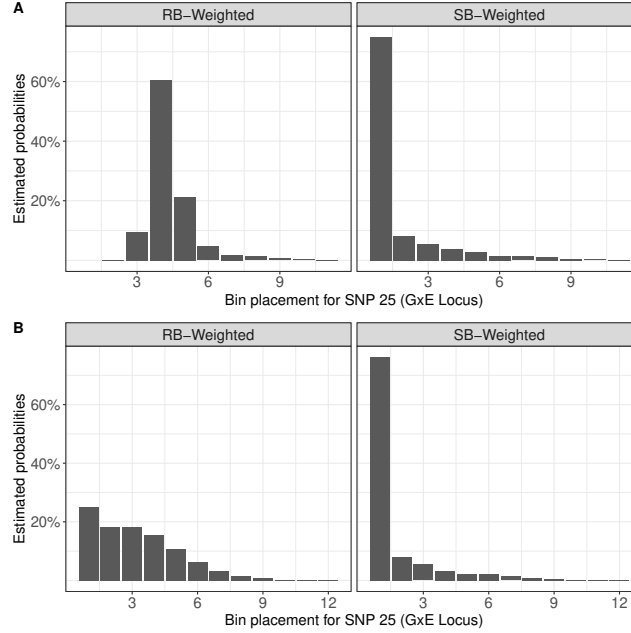 A
RB−Weighted SB−Weighted
Estimated probabilities
60%
40%
20%
3 6 9 3 6 9
Bin placement for SNP 25 (GxE Locus)
B
RB−Weighted SB−Weighted
Estimated probabilities
60%
40%
20%
3 6 9 12 3 6 9 12
Bin placement for SNP 25 (GxE Locus)